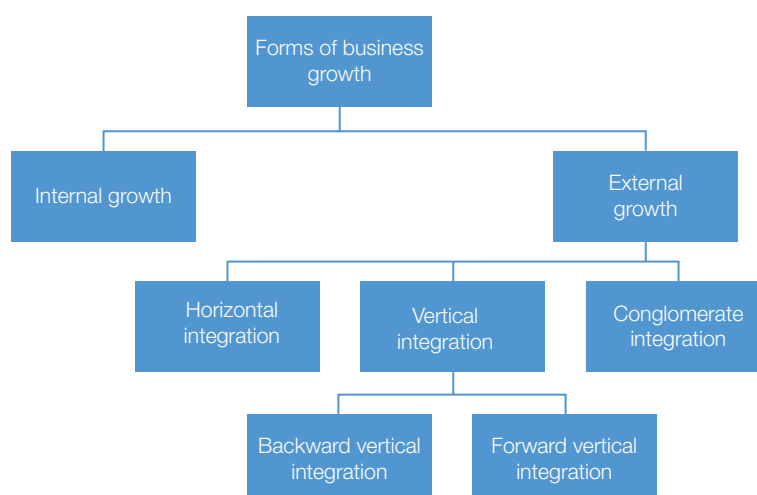 Forms of business
growth
Internal growth
External
growth
Horizontal
integration
Vertical
integration
Conglomerate
integration
Backward vertical
integration
Forward vertical
integration